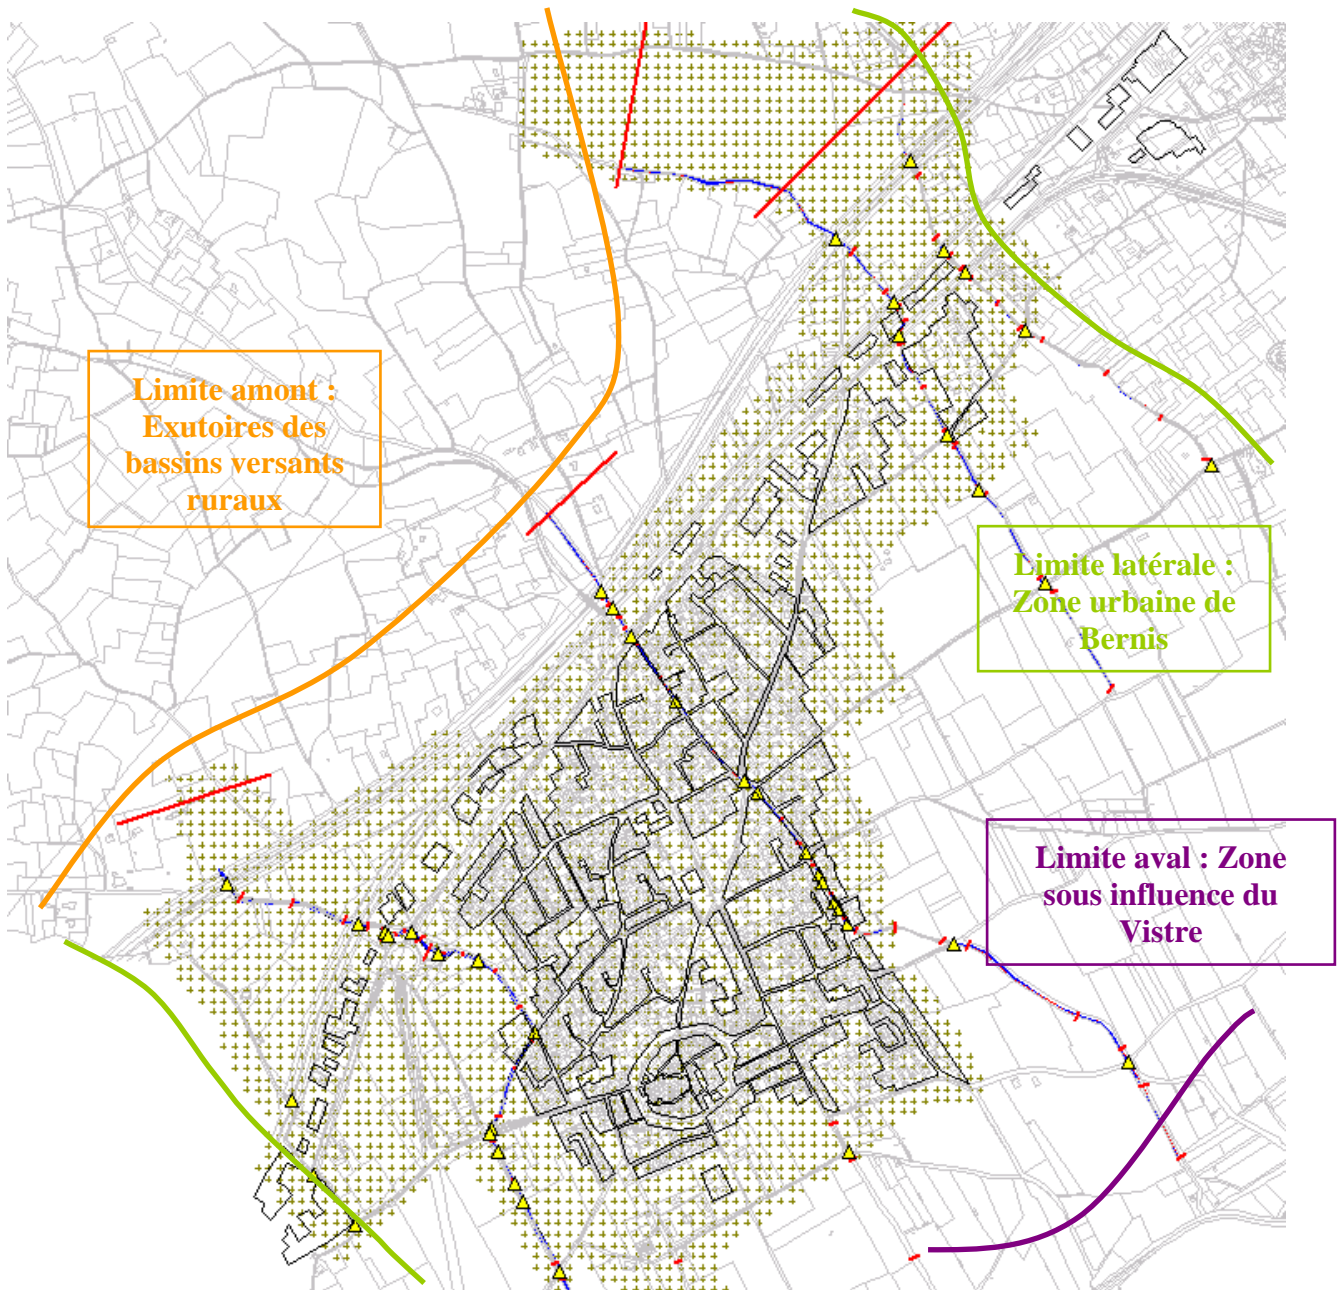 Limite amont :
Exutoires des
bassins versants
ruraux
Limite latérale :
Zone urbaine de
Bernis
Limite aval : Zone
sous influence du
Vistre